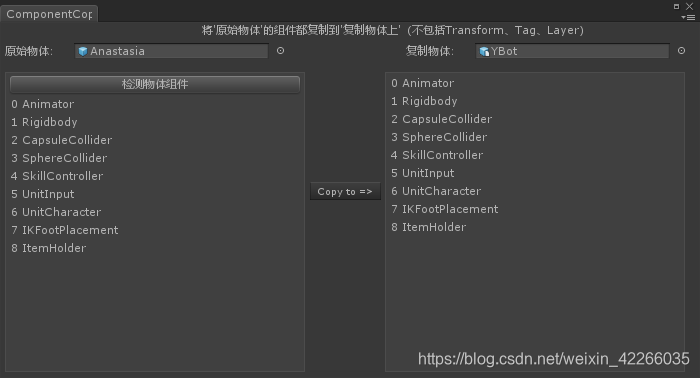 ComponentCop
将'原始物体'的组件都复制到'复制物体上' (不包括Transform、Tag、Layer)
原始物体: Anastasia 复制物体: YBot
检测物体组件
0 Animator
1 Rigidbody
2 CapsuleCollider
3 SphereCollider
4 SkillController
5 UnitInput
6 UnitCharacter
7 IKFootPlacement
8 ItemHolder
Copy to =>
0 Animator
1 Rigidbody
2 CapsuleCollider
3 SphereCollider
4 SkillController
5 UnitInput
6 UnitCharacter
7 IKFootPlacement
8 ItemHolder
https://blog.csdn.net/weixin_42266035